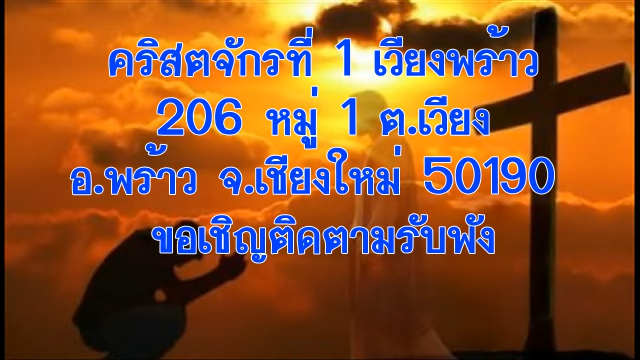 คริสตจักรที่ 1 เวียงพร้าว
206 หมู่ 1 ต.เวียง
อ.พร้าว จ.เชียงใหม่ 50190
ขอเชิญติดตามรับฟัง